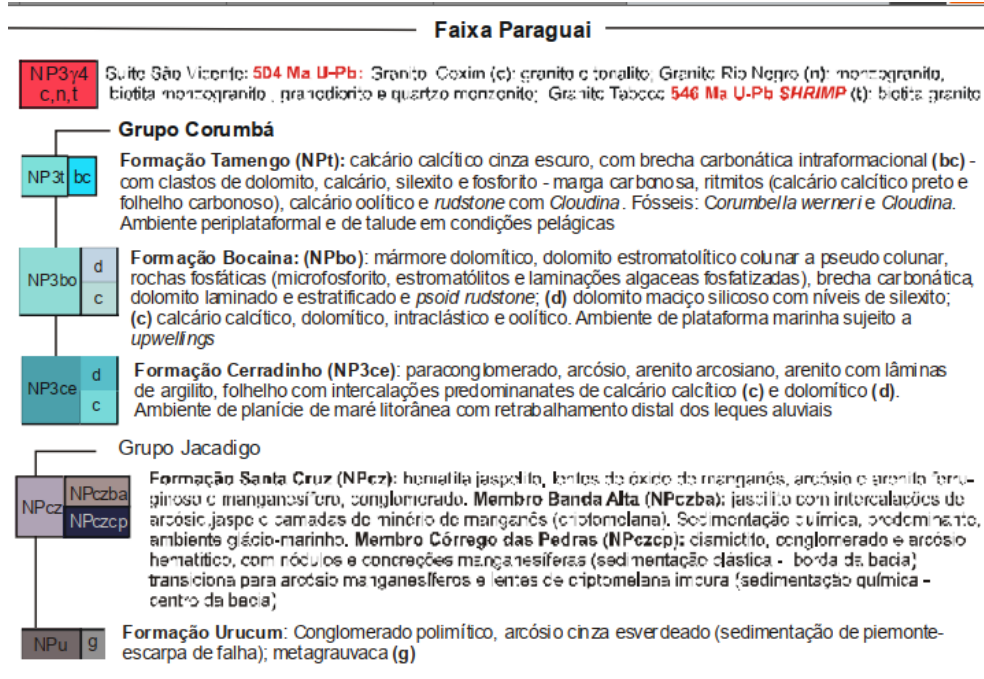 Faixa Paraguai
NP3γ4
c,n,t
Suíte São Vicente: 504 Ma U-Pb: Granito Coxim (c): granito e tonalito; Granito Rio Negro (n): monzogranito,
biotita monzogranito, granodiorito e quartzo monzonito; Granito Taboco 546 Ma U-Pb SHRIMP (t): biotita granito
Grupo Corumbá
NP3t bc
Formação Tamengo (NPt): calcário calcítico cinza escuro, com brecha carbonática intraformacional (bc) -
com clastos de dolomito, calcário, silexito e fosforito - marga carbonosa, ritmitos (calcário calcítico preto e
folhelho carbonoso), calcário oolítico e rudstone com Cloudina. Fósseis: Corumbella werneri e Cloudina.
Ambiente periplataformal e de talude em condições pelágicas
NP3bo d c
Formação Bocaina: (NPbo): mármore dolomítico, dolomito estromatolítico colunar a pseudo colunar,
rochas fosfáticas (microfosforito, estromatólitos e laminações algaceas fosfatizadas), brecha carbonática,
dolomito laminado e estratificado e psoid rudstone; (d) dolomito maciço silicoso com níveis de silexito;
(c) calcário calcítico, dolomítico, intraclástico e oolítico. Ambiente de plataforma marinha sujeito a
upwellings
NP3ce d c
Formação Cerradinho (NP3ce): paraconglomerado, arcósio, arenito arcosiano, arenito com lâminas
de argilito, folhelho com intercalações predominanates de calcário calcítico (c) e dolomítico (d).
Ambiente de planície de maré litorânea com retrabalhamento distal dos leques aluviais
Grupo Jacadigo
NPcz NPczba NPczcp
Formação Santa Cruz (NPcz): hematita jaspelito, lentes de óxido de manganês, arcósio e arenito ferru-
ginoso e manganesífero, conglomerado. Membro Banda Alta (NPczba): jaspilito com intercalações de
arcósio, jaspe e camadas de minério de manganês (criptomelana). Sedimentação química, predominante,
ambiente glácio-marinho. Membro Córrego das Pedras (NPczcp): diamictito, conglomerado e arcósio
hematítico, com nódulos e concreções manganesíferas (sedimentação clástica - borda da bacia)
transiciona para arcósio manganesíferos e lentes de criptomelana impura (sedimentação química -
centro da bacia)
NPu g
Formação Urucum: Conglomerado polimítico, arcósio cinza esverdeado (sedimentação de piemonte-
escarpa de falha); metagrauvaca (g)